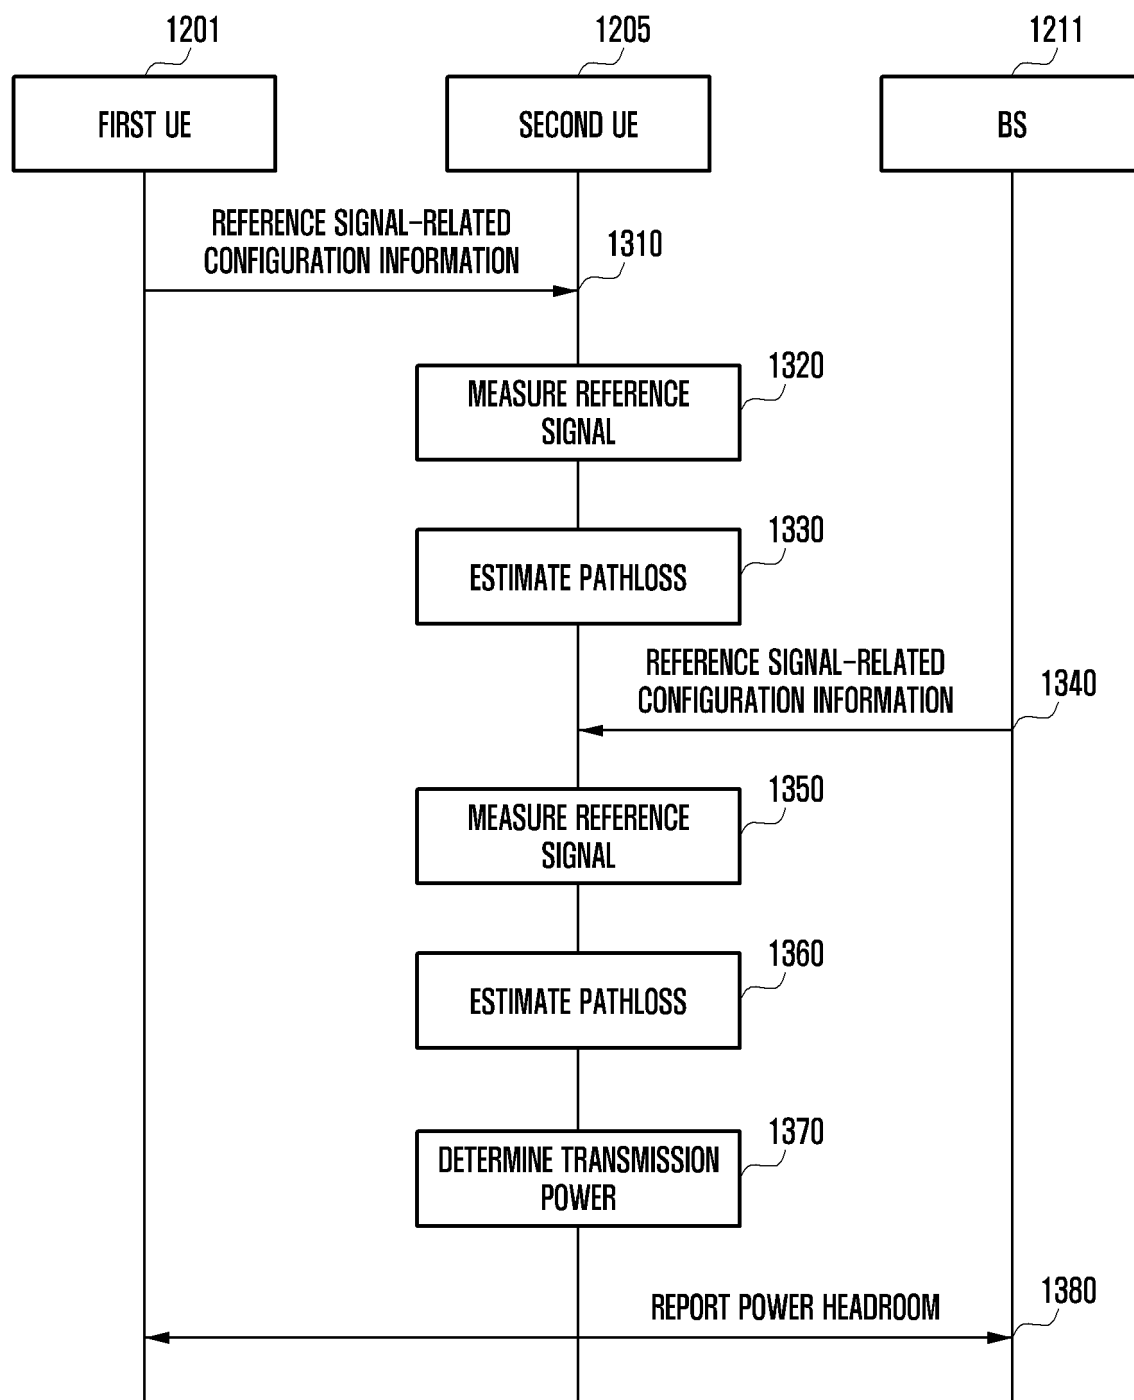 1201
1205
1211
FIRST UE
SECOND UE
BS
REFERENCE SIGNAL-RELATED
CONFIGURATION INFORMATION
1310
1320
MEASURE REFERENCE
SIGNAL
1330
ESTIMATE PATHLOSS
REFERENCE SIGNAL-RELATED
CONFIGURATION INFORMATION
1340
1350
MEASURE REFERENCE
SIGNAL
1360
ESTIMATE PATHLOSS
1370
DETERMINE TRANSMISSION
POWER
REPORT POWER HEADROOM
1380